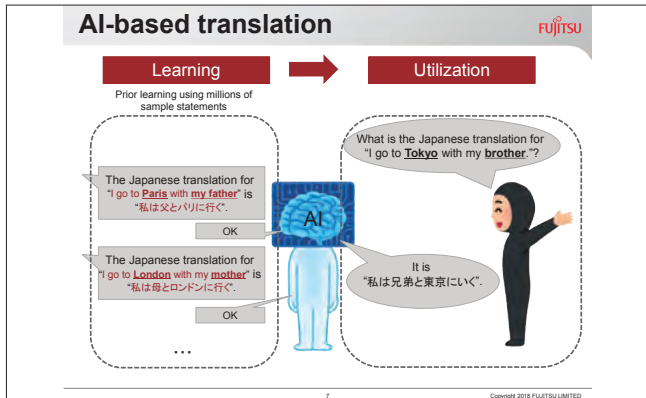 AI-based translation
FUJITSU
Learning
Utilization
Prior learning using millions of
sample statements
The Japanese translation for
“I go to Paris with my father” is
“私は父とパリに行く”.
OK
The Japanese translation for
“I go to London with my mother” is
“私は母とロンドンに行く”.
OK
...
AI
What is the Japanese translation for
“I go to Tokyo with my brother.”?
It is
“私は兄弟と東京にいく”.
7
Copyright 2018 FUJITSU LIMITED